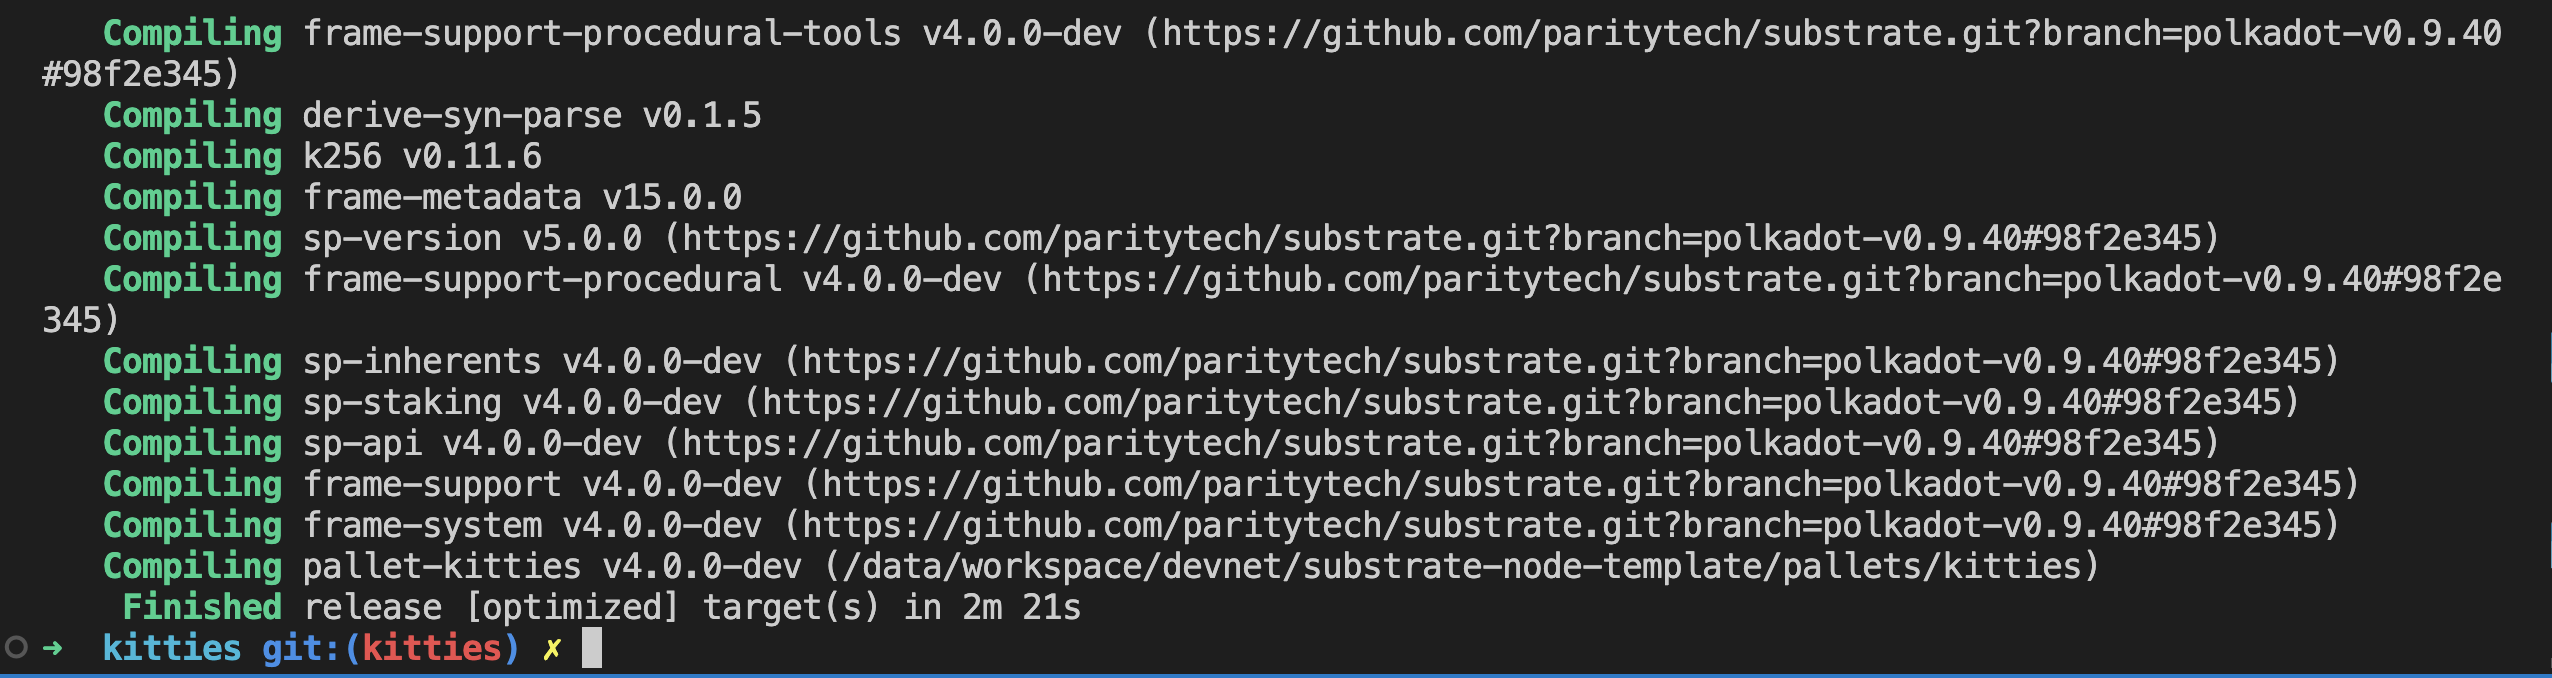 Compiling frame-support-procedural-tools v4.0.0-dev (https://github.com/paritytech/substrate.git?branch=polkadot-v0.9.40
#98f2e345)
Compiling derive-syn-parse v0.1.5
Compiling k256 v0.11.6
Compiling frame-metadata v15.0.0
Compiling sp-version v5.0.0 (https://github.com/paritytech/substrate.git?branch=polkadot-v0.9.40#98f2e345)
Compiling frame-support-procedural v4.0.0-dev (https://github.com/paritytech/substrate.git?branch=polkadot-v0.9.40#98f2e
345)
Compiling sp-inherents v4.0.0-dev (https://github.com/paritytech/substrate.git?branch=polkadot-v0.9.40#98f2e345)
Compiling sp-staking v4.0.0-dev (https://github.com/paritytech/substrate.git?branch=polkadot-v0.9.40#98f2e345)
Compiling sp-api v4.0.0-dev (https://github.com/paritytech/substrate.git?branch=polkadot-v0.9.40#98f2e345)
Compiling frame-support v4.0.0-dev (https://github.com/paritytech/substrate.git?branch=polkadot-v0.9.40#98f2e345)
Compiling frame-system v4.0.0-dev (https://github.com/paritytech/substrate.git?branch=polkadot-v0.9.40#98f2e345)
Compiling pallet-kitties v4.0.0-dev (/data/workspace/devnet/substrate-node-template/pallets/kitties)
Finished release [optimized] target(s) in 2m 21s
➜ kitties git:(kitties) ✗